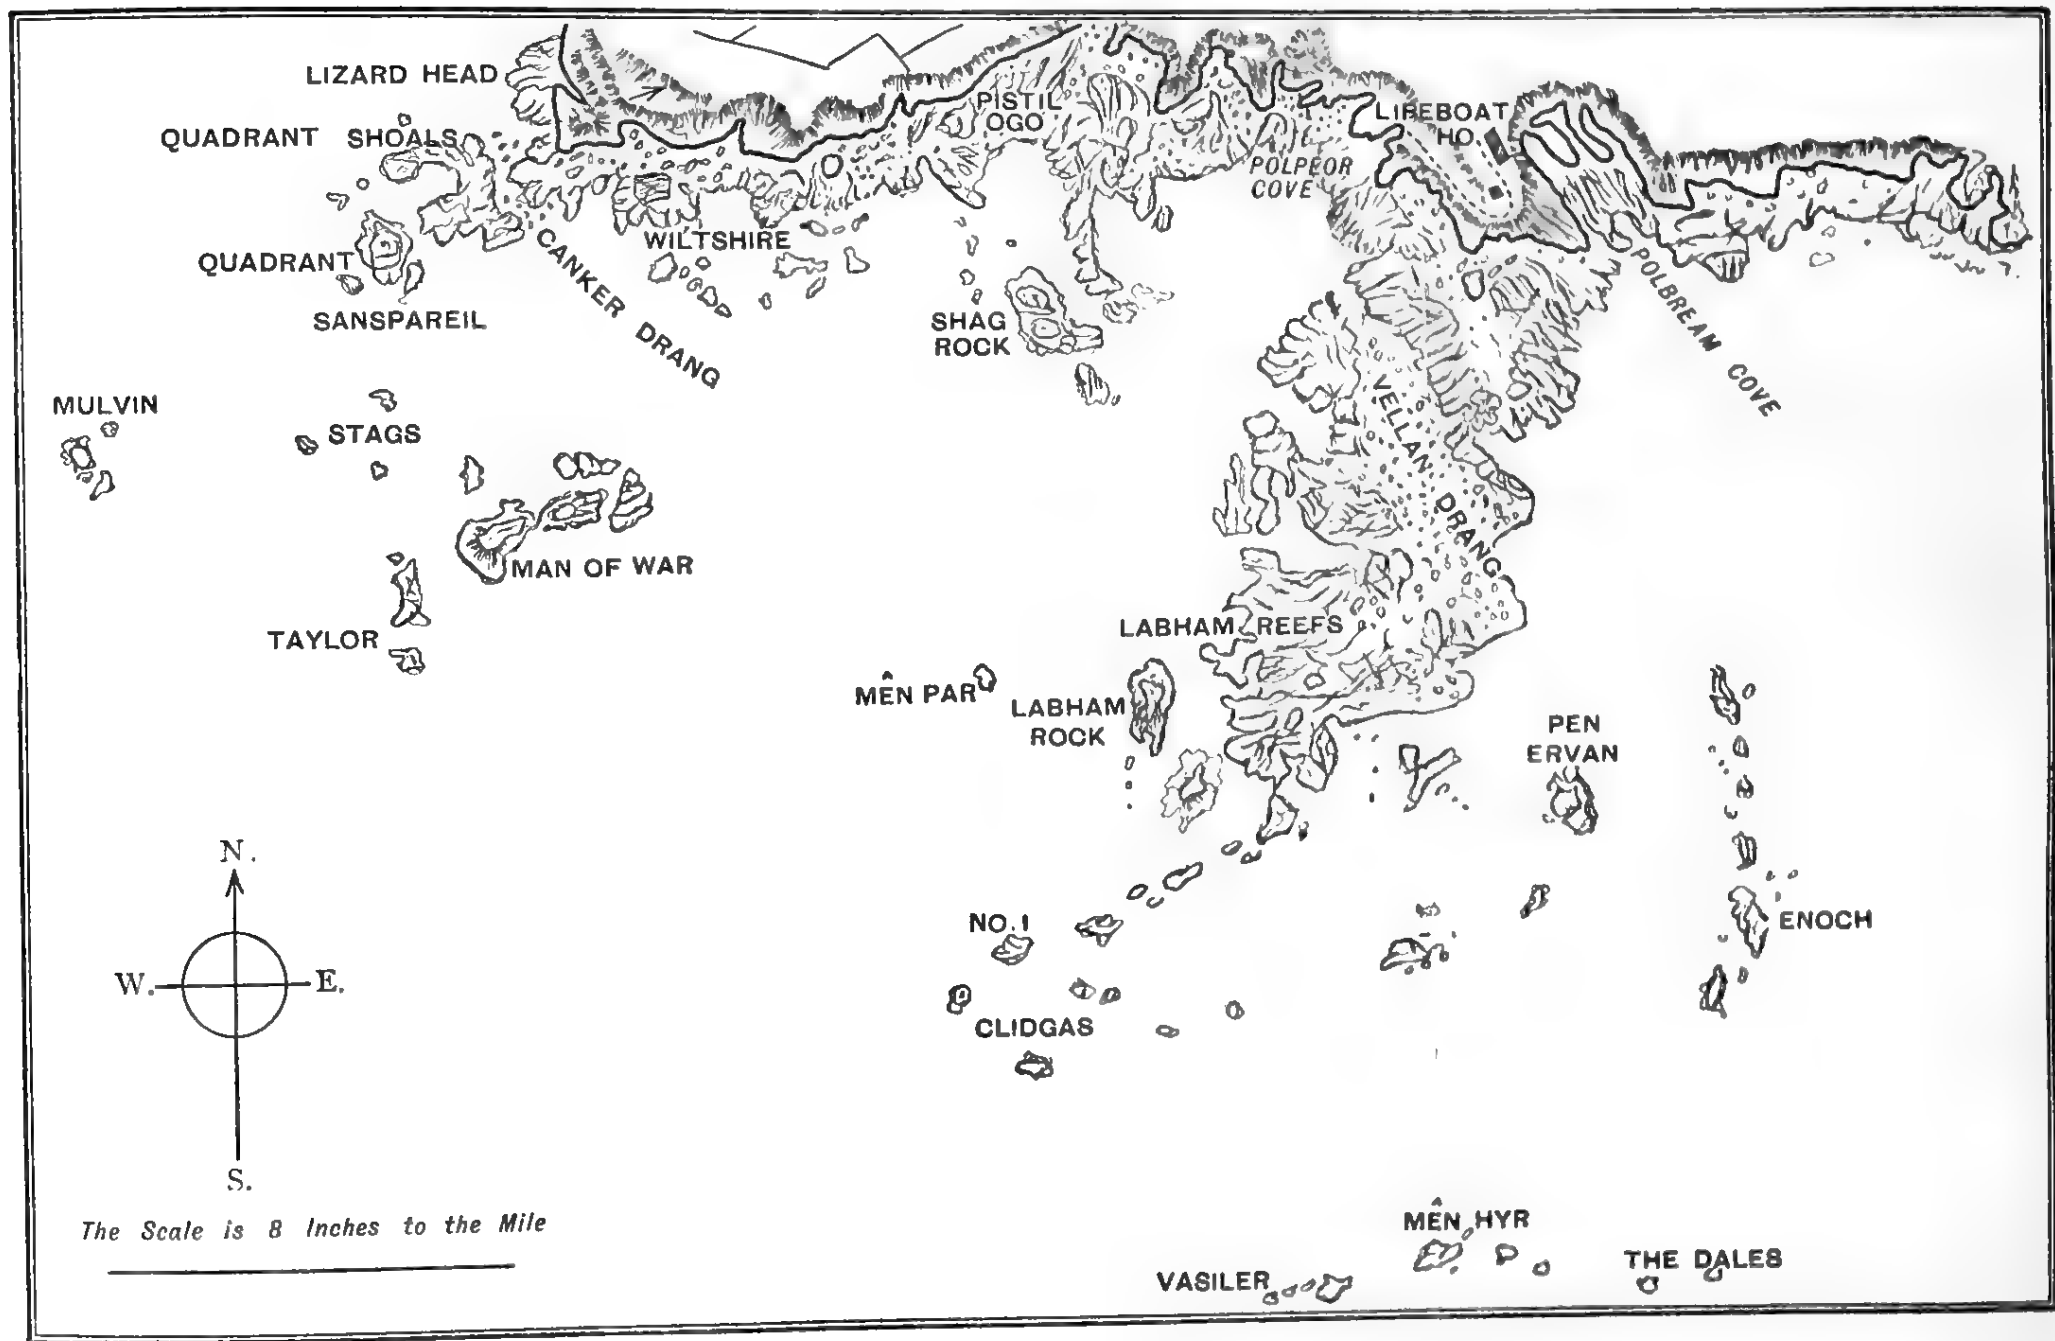 LIZARD HEAD
QUADRANT SHOALS
PISTIL
OGO
LIFEBOAT
HO
POLPEOR
COVE
QUADRANT
SANSPAREIL
CANKER DRANG
WILTSHIRE
SHAG
ROCK
POLBREAM COVE
MULVIN
STAGS
VELLAN DRANG
MAN OF WAR
TAYLOR
LABHAM REEFS
MÊN PAR
LABHAM
ROCK
PEN
ERVAN
N.
W.
E.
S.
NO. 1
ENOCH
CLIDGAS
The Scale is 8 Inches to the Mile
MÊN HYR
VASILER
THE DALES